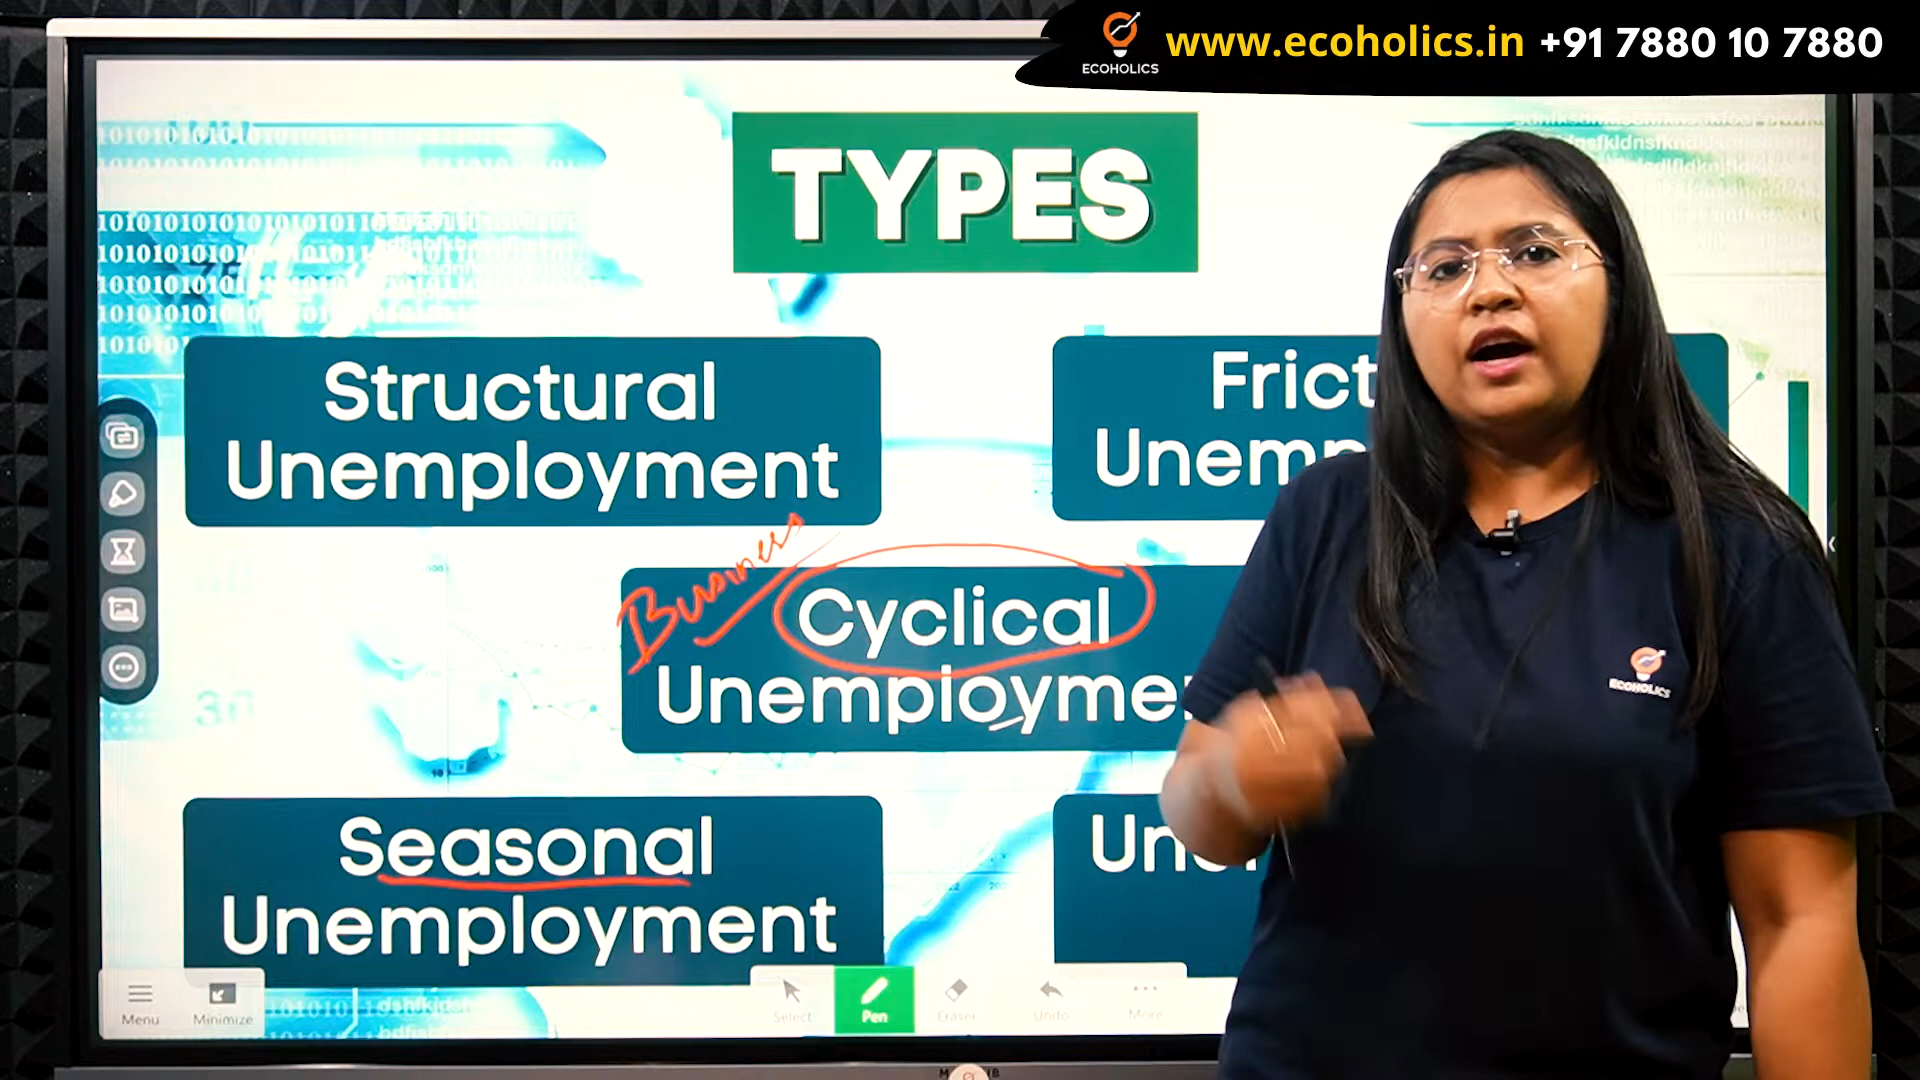 www.ecoholics.in +91 7880 10 7880
ECOHOLICS
TYPES
Structural
Unemployment
Frict
Unemp
Business
Cyclical
Unemployme
Seasonal
Unemployment
ECOHOLICS
Menu
Minimize
Select
Pen
Eraser
Undo
More